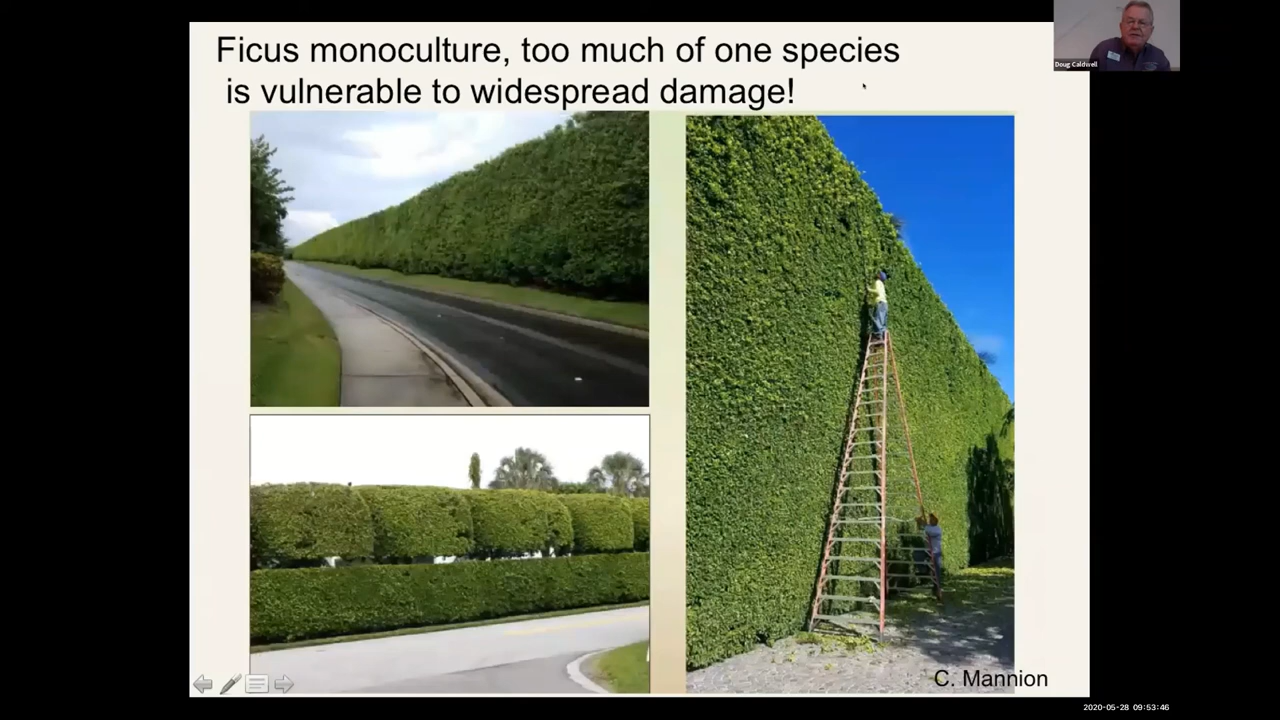 Ficus monoculture, too much of one species
is vulnerable to widespread damage!
Doug Caldwell
C. Mannion
2020-05-28 09:53:46